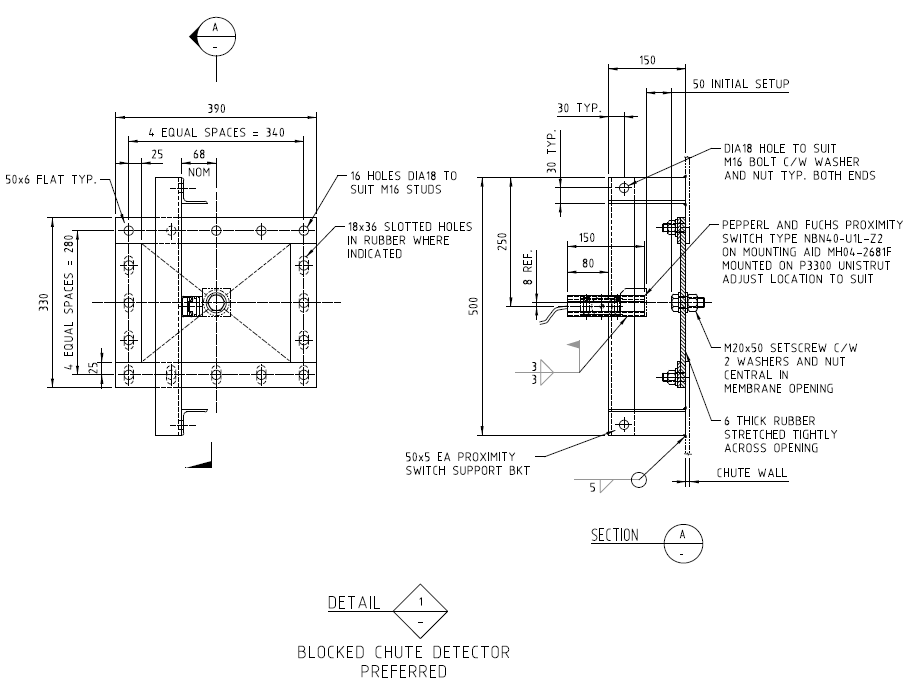 A
-
390
4 EQUAL SPACES = 340
25
68
NOM
50x6 FLAT TYP.
16 HOLES DIA18 TO
SUIT M16 STUDS
18x36 SLOTTED HOLES
IN RUBBER WHERE
INDICATED
330
4 EQUAL SPACES = 280
25
150
50 INITIAL SETUP
30 TYP.
30 TYP.
DIA18 HOLE TO SUIT
M16 BOLT C/W WASHER
AND NUT TYP. BOTH ENDS
500
250
150
80
8 REF.
PEPPERL AND FUCHS PROXIMITY
SWITCH TYPE NBN40-U1L-Z2
ON MOUNTING AID MH04-2681F
MOUNTED ON P3300 UNISTRUT
ADJUST LOCATION TO SUIT
3
3
M20x50 SETSCREW C/W
2 WASHERS AND NUT
CENTRAL IN
MEMBRANE OPENING
6 THICK RUBBER
STRETCHED TIGHTLY
ACROSS OPENING
50x5 EA PROXIMITY
SWITCH SUPPORT BKT
5
CHUTE WALL
SECTION
A
-
DETAIL
1
-
BLOCKED CHUTE DETECTOR
PREFERRED